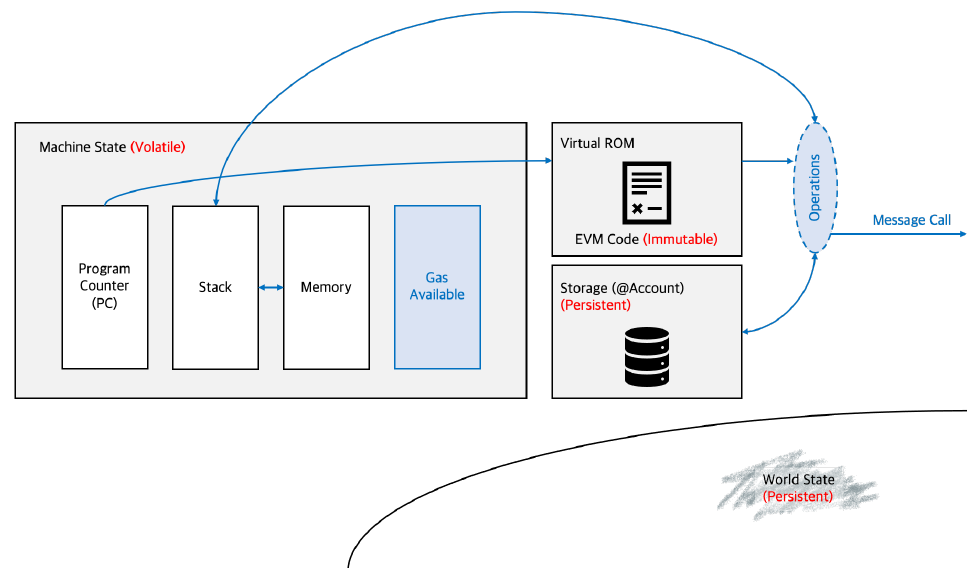 Machine State (Volatile)
Program
Counter
(PC)
Stack
Memory
Gas
Available
Virtual ROM
EVM Code (Immutable)
Storage (@Account)
(Persistent)
Operations
Message Call
World State
(Persistent)